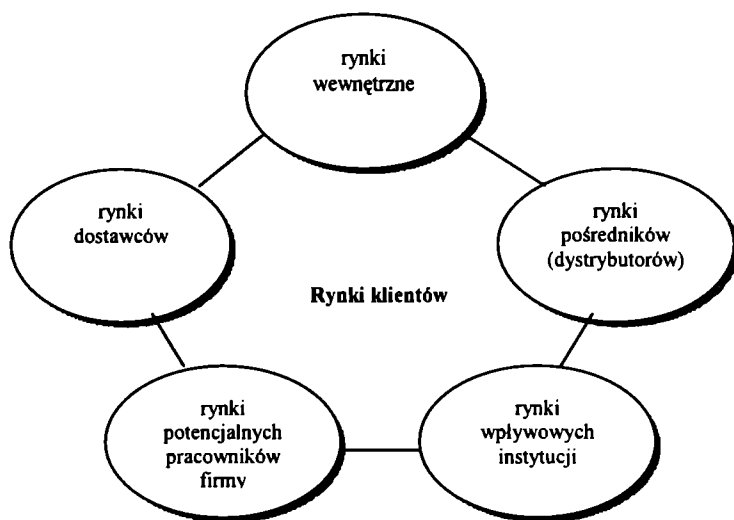 rynki
wewnętrzne
rynki
dostawców
rynki
pośredników
(dystrybutorów)
Rynki klientów
rynki
potencjalnych
pracowników
firmy
rynki
wpływowych
instytucji